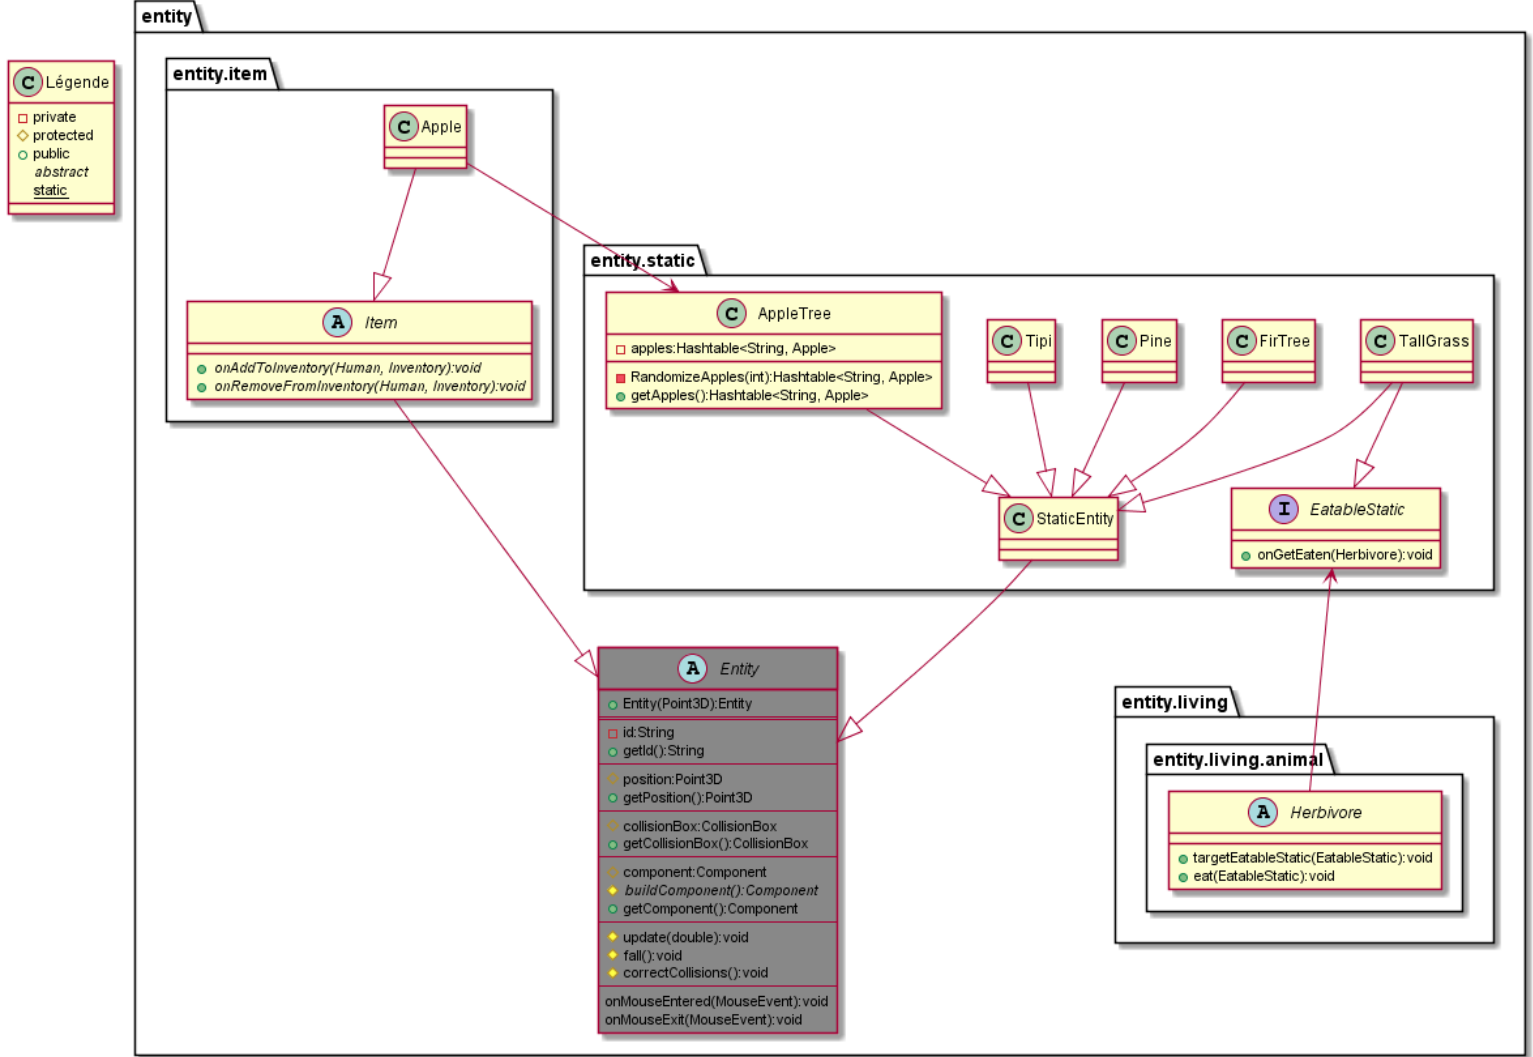 entity
C Légende
private
protected
public
abstract
static
entity.item
C Apple
A Item
onAddToInventory(Human, Inventory):void
onRemoveFromInventory(Human, Inventory):void
entity.static
C AppleTree
apples:Hashtable<String, Apple>
RandomizeApples(int):Hashtable<String, Apple>
getApples():Hashtable<String, Apple>
C Tipi
C Pine
C FirTree
C TallGrass
C StaticEntity
I EatableStatic
onGetEaten(Herbivore):void
A Entity
Entity(Point3D):Entity
id:String
getId():String
position:Point3D
getPosition():Point3D
collisionBox:CollisionBox
getCollisionBox():CollisionBox
component:Component
buildComponent():Component
getComponent():Component
update(double):void
fall():void
correctCollisions():void
onMouseEntered(MouseEvent):void
onMouseExit(MouseEvent):void
entity.living
entity.living.animal
A Herbivore
targetEatableStatic(EatableStatic):void
eat(EatableStatic):void